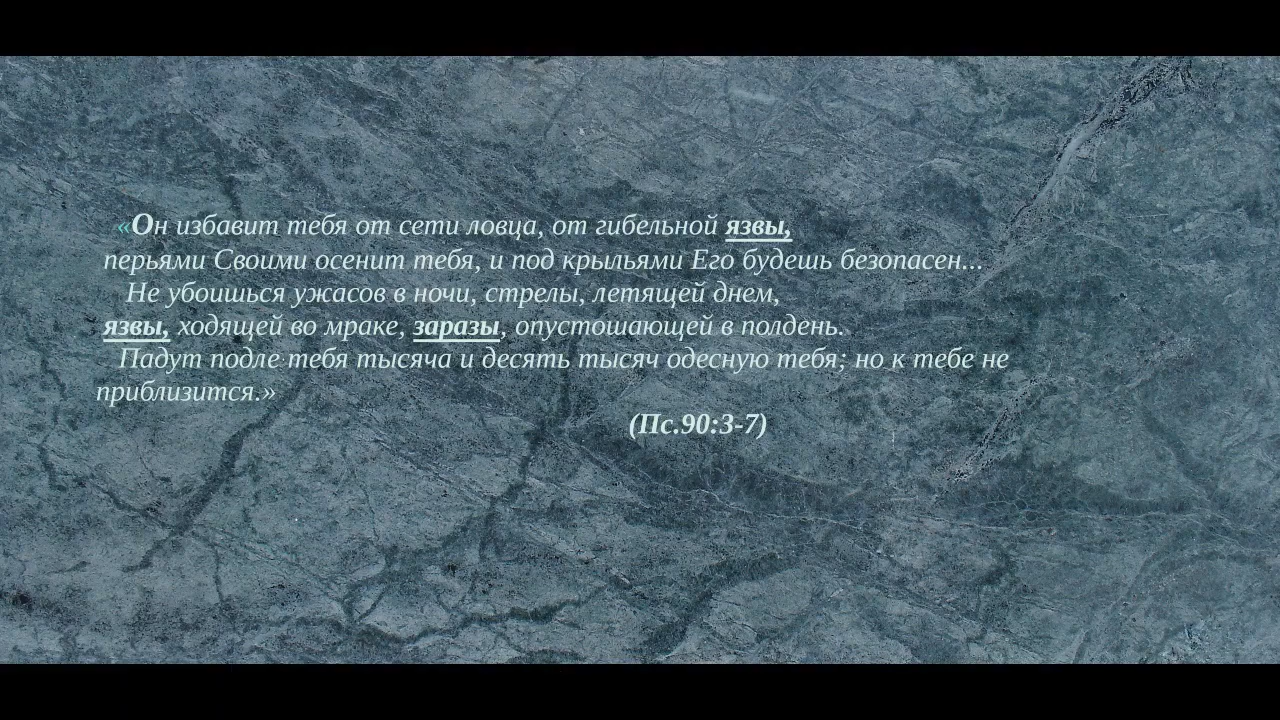 «Он избавит тебя от сети ловца, от гибельной язвы,
перьями Своими осенит тебя, и под крыльями Его будешь безопасен...
Не убоишься ужасов в ночи, стрелы, летящей днем,
язвы, ходящей во мраке, заразы, опустошающей в полдень.
Падут подле тебя тысяча и десять тысяч одесную тебя; но к тебе не
приблизится.»
(Пс.90:3-7)